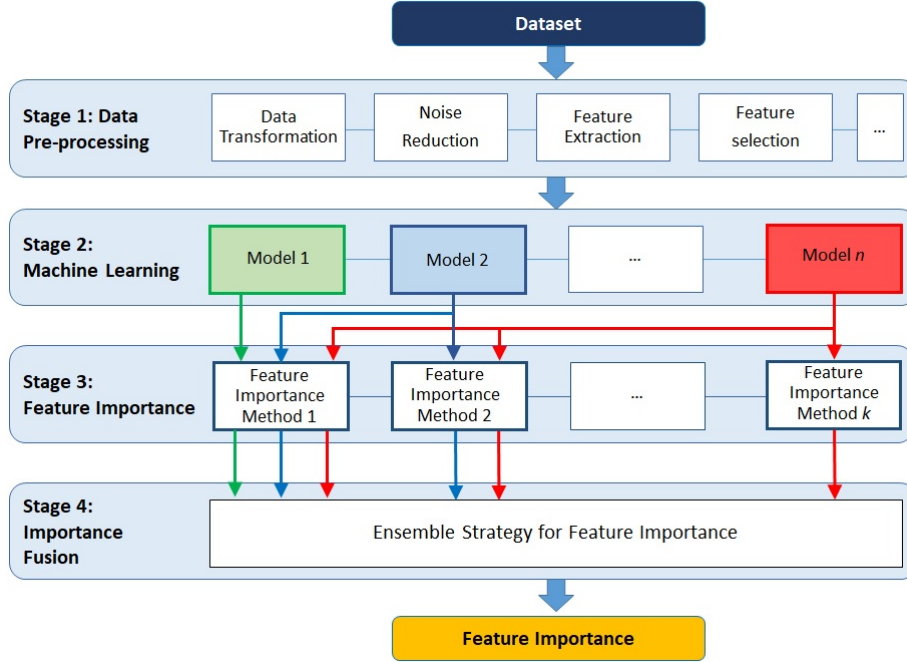 Dataset
Stage 1: Data
Pre-processing
Data
Transformation
Noise
Reduction
Feature
Extraction
Feature
selection
...
Stage 2:
Machine Learning
Model 1
Model 2
...
Model n
Stage 3:
Feature Importance
Feature
Importance
Method 1
Feature
Importance
Method 2
...
Feature
Importance
Method k
Stage 4:
Importance
Fusion
Ensemble Strategy for Feature Importance
Feature Importance